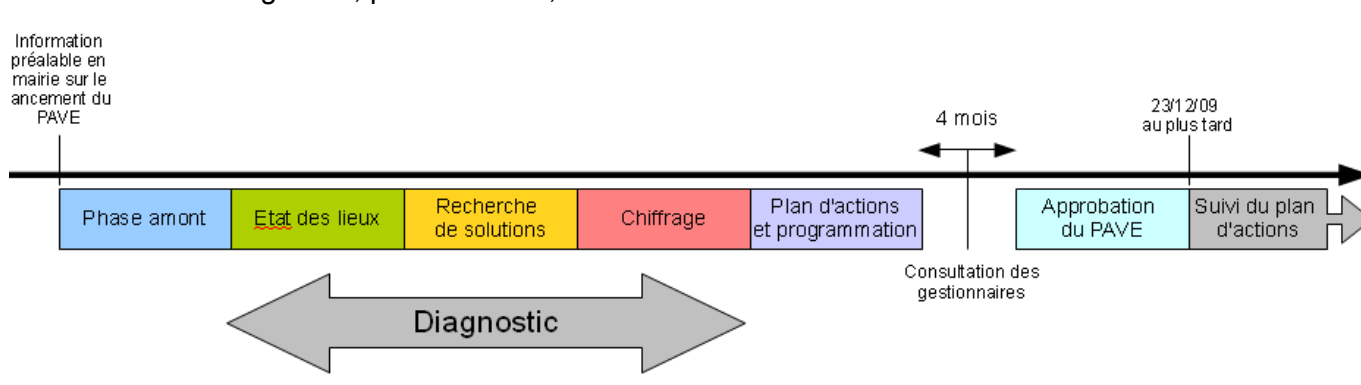 Information
préalable en
mairie sur le
ancement du
PAVE
4 mois
23/12/09
au plus tard
Phase amont
Etat des lieux
Recherche
de solutions
Chiffrage
Plan d'actions
et programmation
Approbation
du PAVE
Suivi du plan
d'actions
Consultation des
gestionnaires
Diagnostic